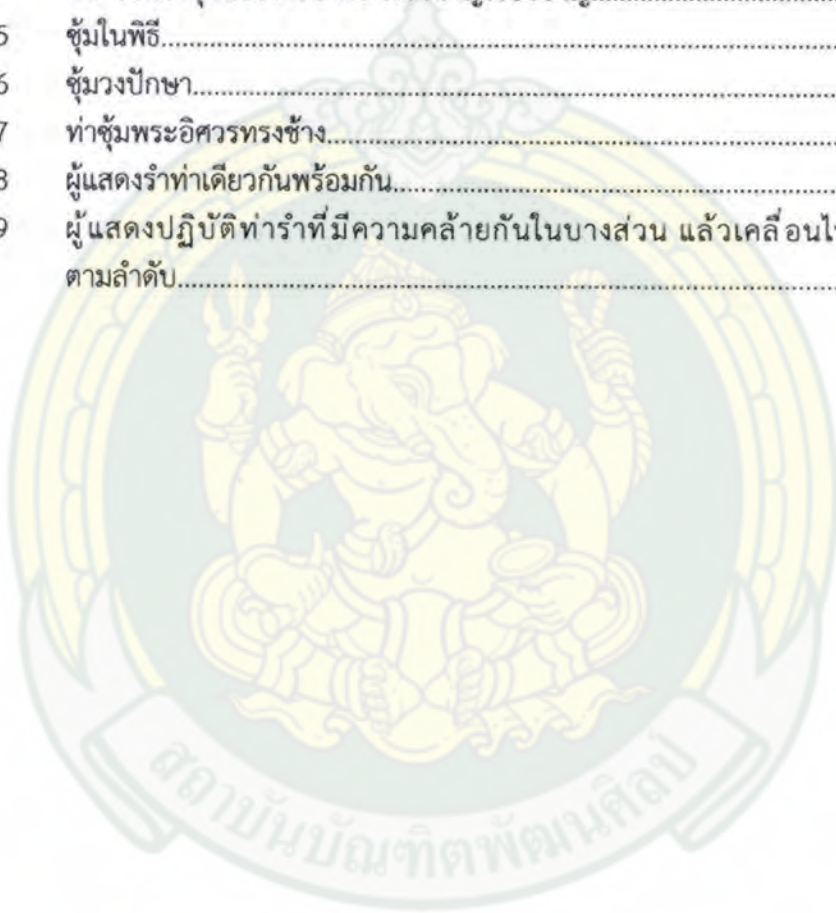 5 ซุ้มในพิธี
6 ซุ้มวงปักษา
7 ท่าซุ้มพระอิศวรทรงช้าง
8 ผู้แสดงรำท่าเดียวกันพร้อมกัน
9 ผู้แสดงปฏิบัติท่ารำที่มีความคล้ายกันในบางส่วน แล้วเคลื่อน
ตามลำดับ
สถาบันบัณฑิตพัฒนศิลป์